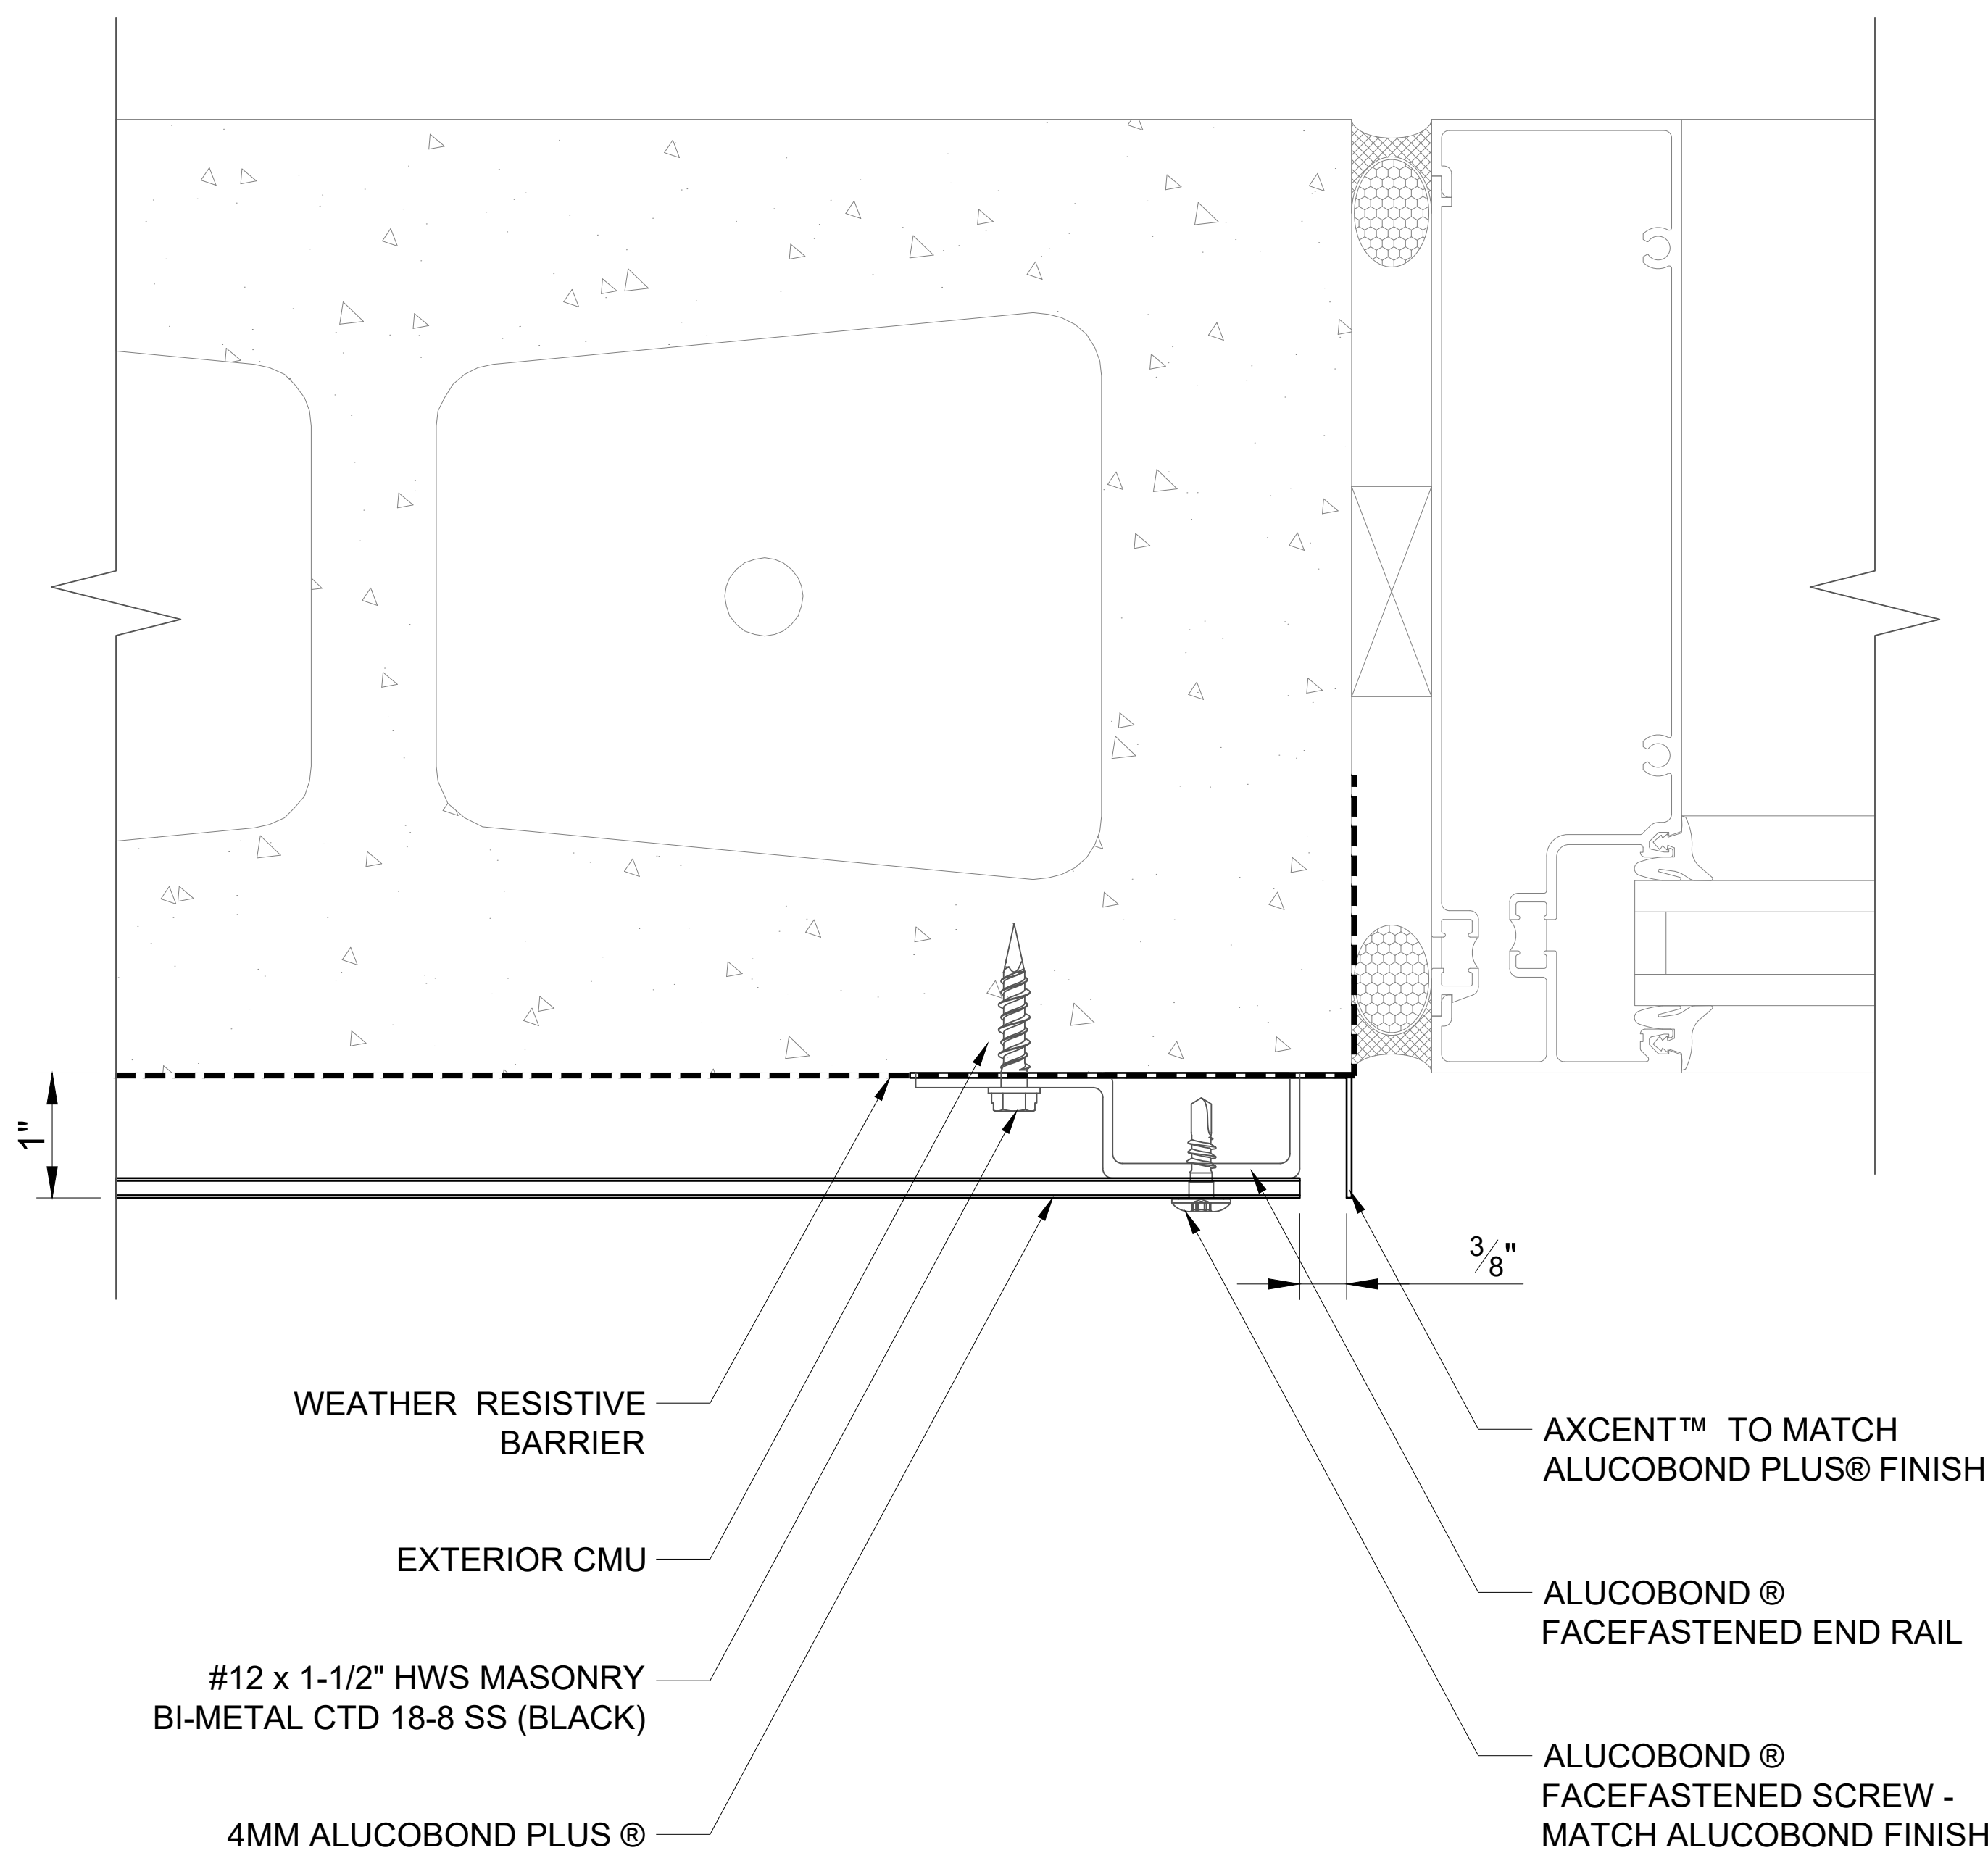 1"
3/8"
WEATHER RESISTIVE
BARRIER
EXTERIOR CMU
#12 x 1-1/2" HWS MASONRY
BI-METAL CTD 18-8 SS (BLACK)
4MM ALUCOBOND PLUS ®
AXCENT™ TO MATCH
ALUCOBOND PLUS® FINISH
ALUCOBOND ®
FACEFASTENED END RAIL
ALUCOBOND ®
FACEFASTENED SCREW -
MATCH ALUCOBOND FINISH